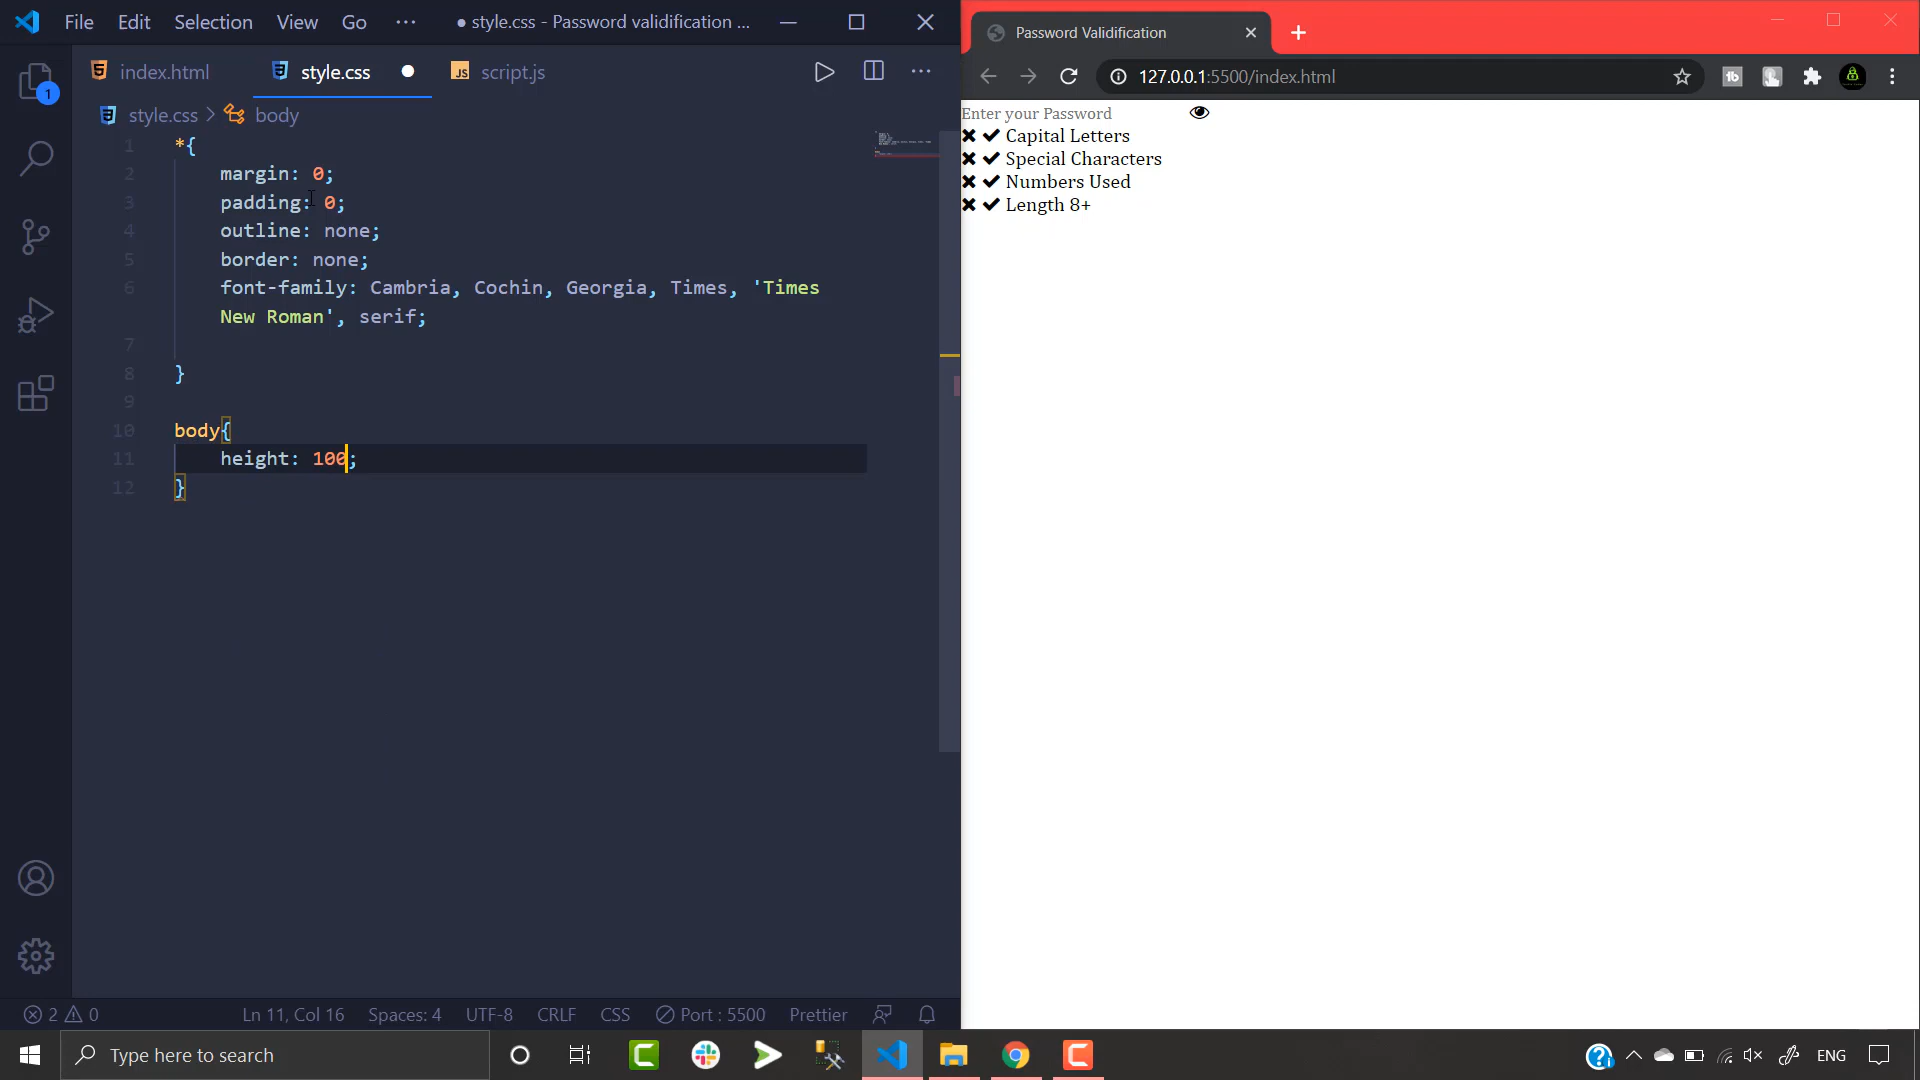 File Edit Selection View Go ··· ● style.css - Password validification ...
index.html style.css ● JS script.js ···
style.css > body
1 *{
2 margin: 0;
3 padding: 0;
4 outline: none;
5 border: none;
6 font-family: Cambria, Cochin, Georgia, Times, 'Times
New Roman', serif;
7
8 }
9
10 body{
11 height: 100;
12 }
1
2 0 Ln 11, Col 16 Spaces: 4 UTF-8 CRLF CSS Port : 5500 Prettier
Password Validification
127.0.0.1:5500/index.html
Enter your Password
Capital Letters
Special Characters
Numbers Used
Length 8+
Type here to search
ENG